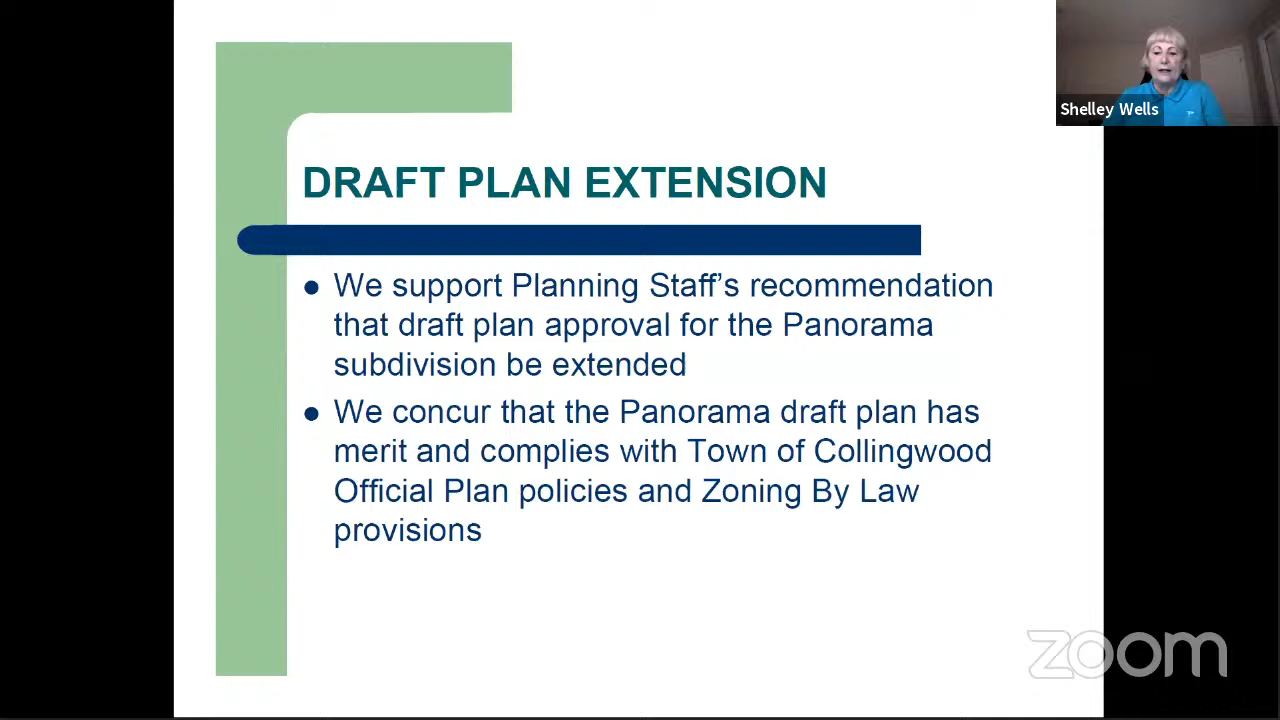 Shelley Wells
DRAFT PLAN EXTENSION
● We support Planning Staff's recommendation
that draft plan approval for the Panorama
subdivision be extended
● We concur that the Panorama draft plan has
merit and complies with Town of Collingwood
Official Plan policies and Zoning By Law
provisions
zoom